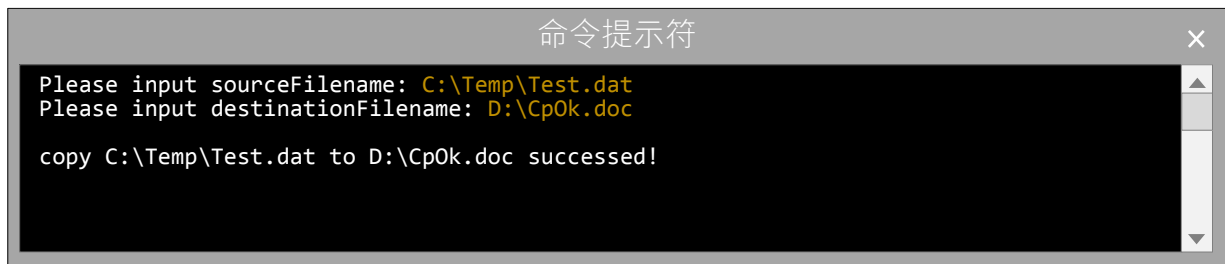 命令提示符
Please input sourceFilename: C:\Temp\Test.dat
Please input destinationFilename: D:\CpOk.doc
copy C:\Temp\Test.dat to D:\CpOk.doc successed!